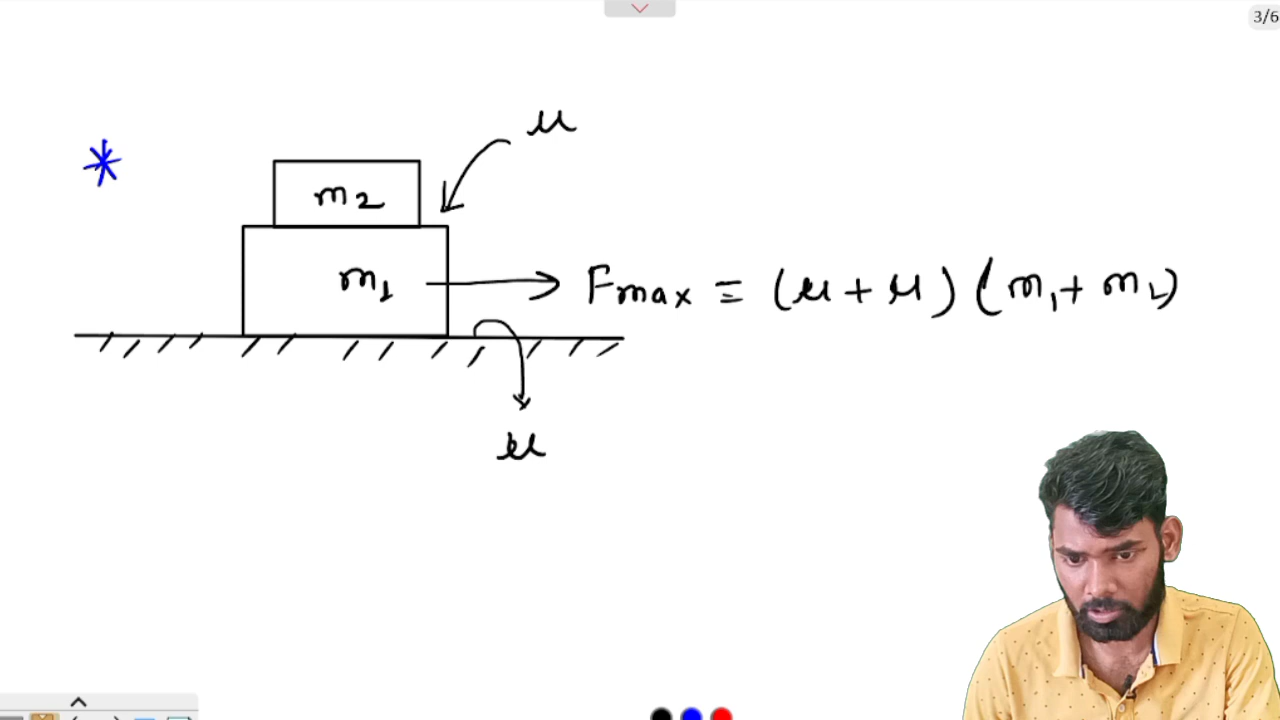 3/6
*
μ
m2
m1
Fmax = (μ + μ) (m1 + m2)
μ